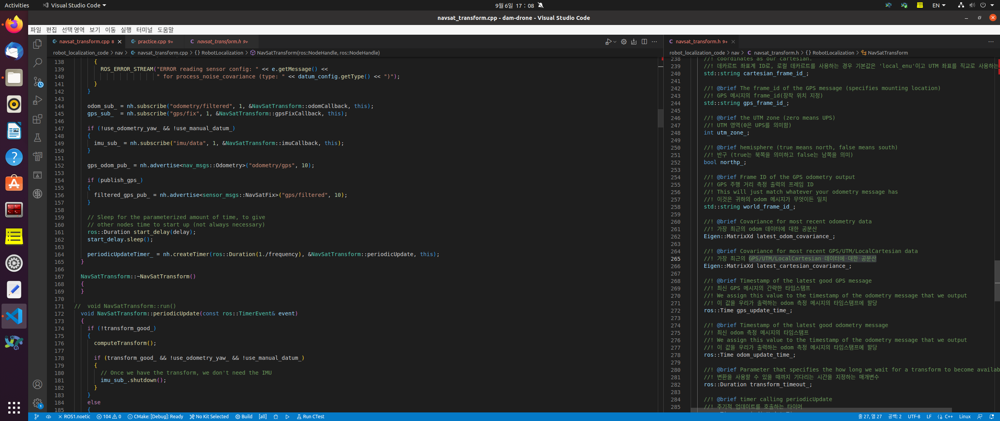 Activities
Visual Studio Code
9월 6일 17 : 08
EN
navsat_transform.cpp - dam-drone - Visual Studio Code
파일 편집 선택 영역 보기 이동 실행 터미널 도움말
navsat_transform.cpp 8
practice.cpp 9+
navsat_transform.h 9+
robot_localization_code > nav > navsat_transform.cpp > {} RobotLocalization > NavSatTransform(ros::NodeHandle, ros::NodeHandle)
138 {
139 ROS_ERROR_STREAM("ERROR reading sensor config: " << e.getMessage() <<
140 " for process_noise_covariance (type: " << datum_config.getType() << ")");
141 }
142 }
143
144 odom_sub_ = nh.subscribe("odometry/filtered", 1, &NavSatTransform::odomCallback, this);
145 gps_sub_  = nh.subscribe("gps/fix", 1, &NavSatTransform::gpsFixCallback, this);
146
147 if (!use_odometry_yaw_ && !use_manual_datum_)
148 {
149 imu_sub_ = nh.subscribe("imu/data", 1, &NavSatTransform::imuCallback, this);
150 }
151
152 gps_odom_pub_ = nh.advertise<nav_msgs::Odometry>("odometry/gps", 10);
153
154 if (publish_gps_)
155 {
156 filtered_gps_pub_ = nh.advertise<sensor_msgs::NavSatFix>("gps/filtered", 10);
157 }
158
159 // Sleep for the parameterized amount of time, to give
160 // other nodes time to start up (not always necessary)
161 ros::Duration start_delay(delay);
162 start_delay.sleep();
163
164 periodicUpdateTimer_ = nh.createTimer(ros::Duration(1./frequency), &NavSatTransform::periodicUpdate, this);
165 }
166
167 NavSatTransform::~NavSatTransform()
168 {
169 }
170
171 //  void NavSatTransform::run()
172 void NavSatTransform::periodicUpdate(const ros::TimerEvent& event)
173 {
174 if (!transform_good_)
175 {
176 computeTransform();
177
178 if (transform_good_ && !use_odometry_yaw_ && !use_manual_datum_)
179 {
180 // Once we have the transform, we don't need the IMU
181 imu_sub_.shutdown();
182 }
183 }
184 else
185 {
navsat_transform.h 9+
robot_localization_code > nav > navsat_transform.h > {} RobotLocalization > NavSatTransform
238 //! coordinates as our cartesian.
239 //! 데카르트 좌표계 ID로, 로컬 데카르트를 사용하는 경우 기본값은 'local_enu'이고 UTM 좌표를 직교로 사용하는
240 std::string cartesian_frame_id_;
241
242 //! @brief The frame_id of the GPS message (specifies mounting location)
243 //! GPS 메시지의 frame_id(장착 위치 지정)
244 std::string gps_frame_id_;
245
246 //! @brief the UTM zone (zero means UPS)
247 //! UTM 영역(0은 UPS를 의미함)
248 int utm_zone_;
249
250 //! @brief hemisphere (true means north, false means south)
251 //! 반구 (true는 북쪽을 의미하고 false는 남쪽을 의미)
252 bool northp_;
253
254 //! @brief Frame ID of the GPS odometry output
255 //! GPS 주행 거리 측정 출력의 프레임 ID
256 //! This will just match whatever your odometry message has
257 //! 이것은 귀하의 odom 메시지가 무엇이든 일치
258 std::string world_frame_id_;
259
260 //! @brief Covariance for most recent odometry data
261 //! 가장 최근의 odom 데이터에 대한 공분산
262 Eigen::MatrixXd latest_odom_covariance_;
263
264 //! @brief Covariance for most recent GPS/UTM/LocalCartesian data
265 //! 가장 최근의 GPS/UTM/LocalCartesian 데이터에 대한 공분산
266 Eigen::MatrixXd latest_cartesian_covariance_;
267
268 //! @brief Timestamp of the latest good GPS message
269 //! 최신 GPS 메시지의 간략한 타임스탬프
270 //! We assign this value to the timestamp of the odometry message that we output
271 //! 이 값을 우리가 출력하는 odom 측정 메시지의 타임스탬프에 할당
272 ros::Time gps_update_time_;
273
274 //! @brief Timestamp of the latest good odometry message
275 //! 최신 odom 측정 메시지의 타임스탬프
276 //! We assign this value to the timestamp of the odometry message that we output
277 //! 이 값을 우리가 출력하는 odom 측정 메시지의 타임스탬프에 할당
278 ros::Time odom_update_time_;
279
280 //! @brief Parameter that specifies the how long we wait for a transform to become availab
281 //! 변환을 사용할 수 있을 때까지 기다리는 시간을 지정하는 매개변수
282 ros::Duration transform_timeout_;
283
284 //! @brief timer calling periodicUpdate
285 //! 주기적 업데이트를 호출하는 타이머
ROS1.noetic 104 0 CMake: [Debug]: Ready No Kit Selected Build [all] Run CTest
줄 27, 열 27 공백: 2 UTF-8 LF C++ Linux